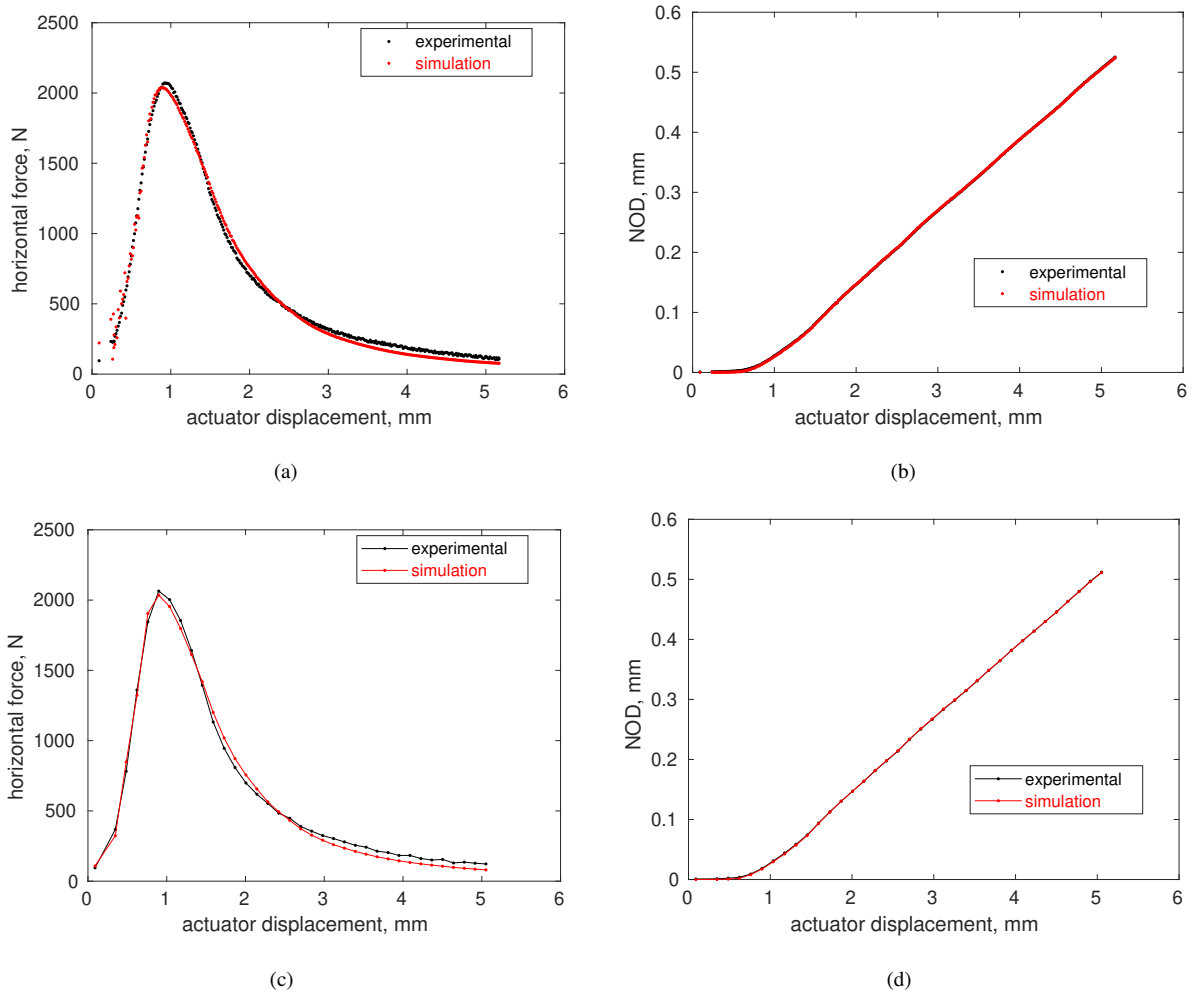 2500
2000
1500
1000
500
0
horizontal force, N
experimental
simulation
0 1 2 3 4 5 6
actuator displacement, mm
(a)
0.6
0.5
0.4
0.3
0.2
0.1
0
NOD, mm
experimental
simulation
0 1 2 3 4 5 6
actuator displacement, mm
(b)
2500
2000
1500
1000
500
0
horizontal force, N
experimental
simulation
0 1 2 3 4 5 6
actuator displacement, mm
(c)
0.6
0.5
0.4
0.3
0.2
0.1
0
NOD, mm
experimental
simulation
0 1 2 3 4 5 6
actuator displacement, mm
(d)